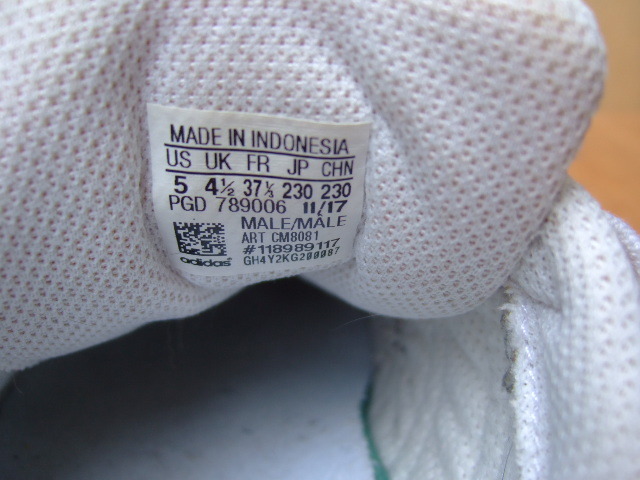 MADE IN INDONESIA
US UK FR JP CHN
5 4½ 37⅓ 230 230
PGD 789006 11/17
MALE/MALE
ART CM8081
#118989117
adidas GH4Y2KG200087